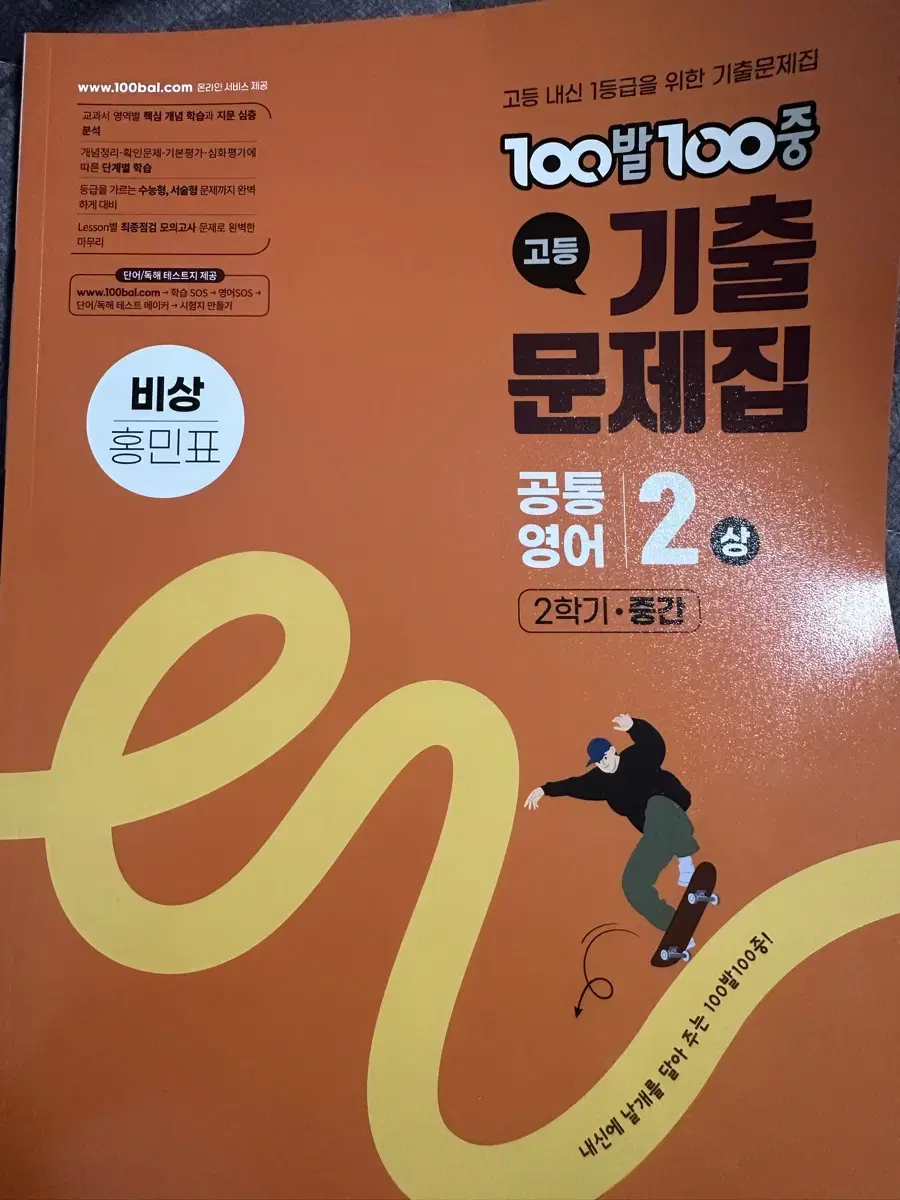 www.100bal.com 온라인 서비스 제공
교과서 영역별 핵심 개념 학습과 지문 심층
분석
개념정리-확인문제-기본평가-심화평가에
따른 단계별 학습
등급을 가르는 수능형, 서술형 문제까지 완벽
하게 대비
Lesson별 최종점검 모의고사 문제로 완벽한
마무리
단어/독해 테스트지 제공
www.100bal.com → 학습 SOS → 영어SOS →
단어/독해 테스트 메이커 → 시험지 만들기
비상
홍민표
고등 내신 1등급을 위한 기출문제집
100발100중
고등 기출
문제집
공통
영어 2 상
2학기 • 중간
내신에 날개를 달아 주는 100발100중!